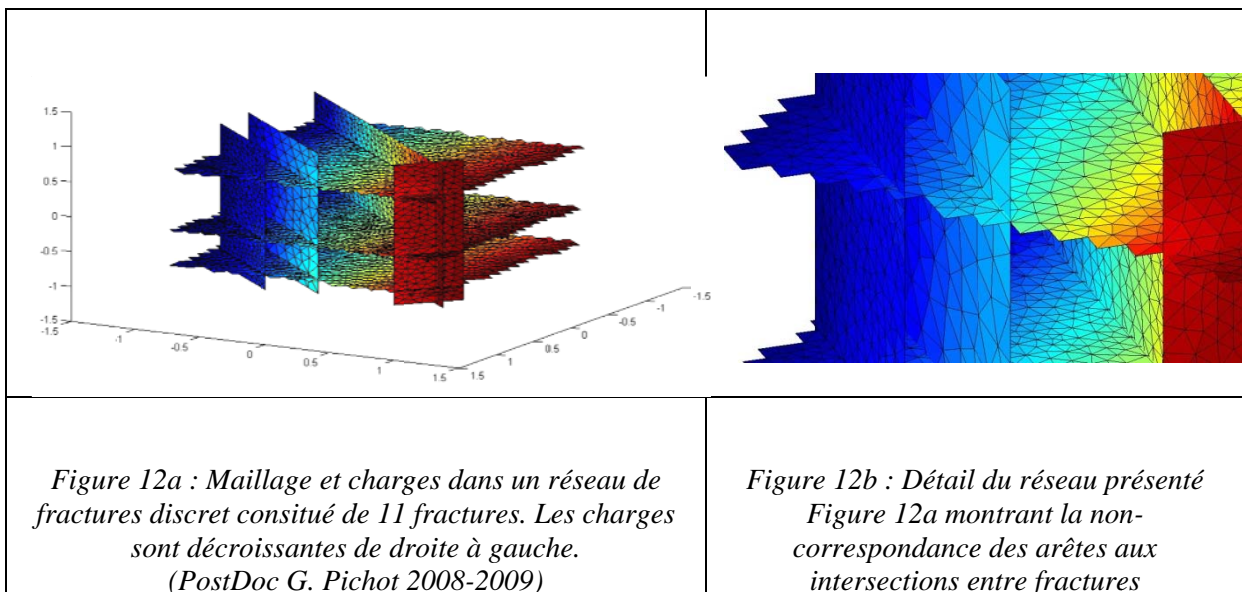 1.5
1
0.5
0
-0.5
-1
-1.5
-1.5
-1
-0.5
0
0.5
1
1.5
1.5
1
0.5
0
-0.5
-1
-1.5
Figure 12a : Maillage et charges dans un réseau de
fractures discret consitué de 11 fractures. Les charges
sont décroissantes de droite à gauche.
(PostDoc G. Pichot 2008-2009)
Figure 12b : Détail du réseau présenté
Figure 12a montrant la non-
correspondance des arêtes aux
intersections entre fractures